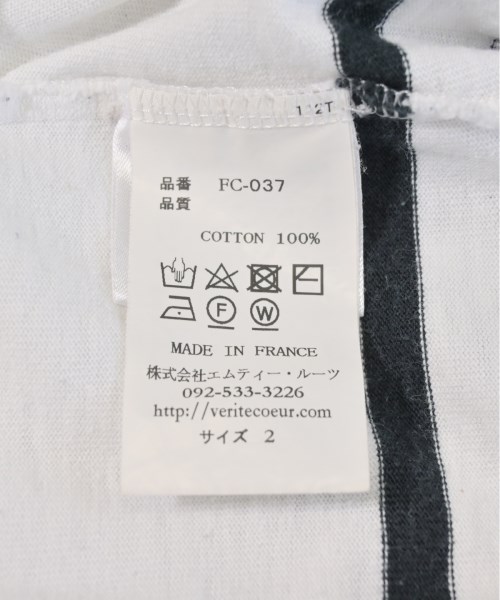 品番 FC-037
品質
COTTON 100%
F W
MADE IN FRANCE
株式会社エムティー・ルーツ
092-533-3226
http://veritecoeur.com
サイズ 2